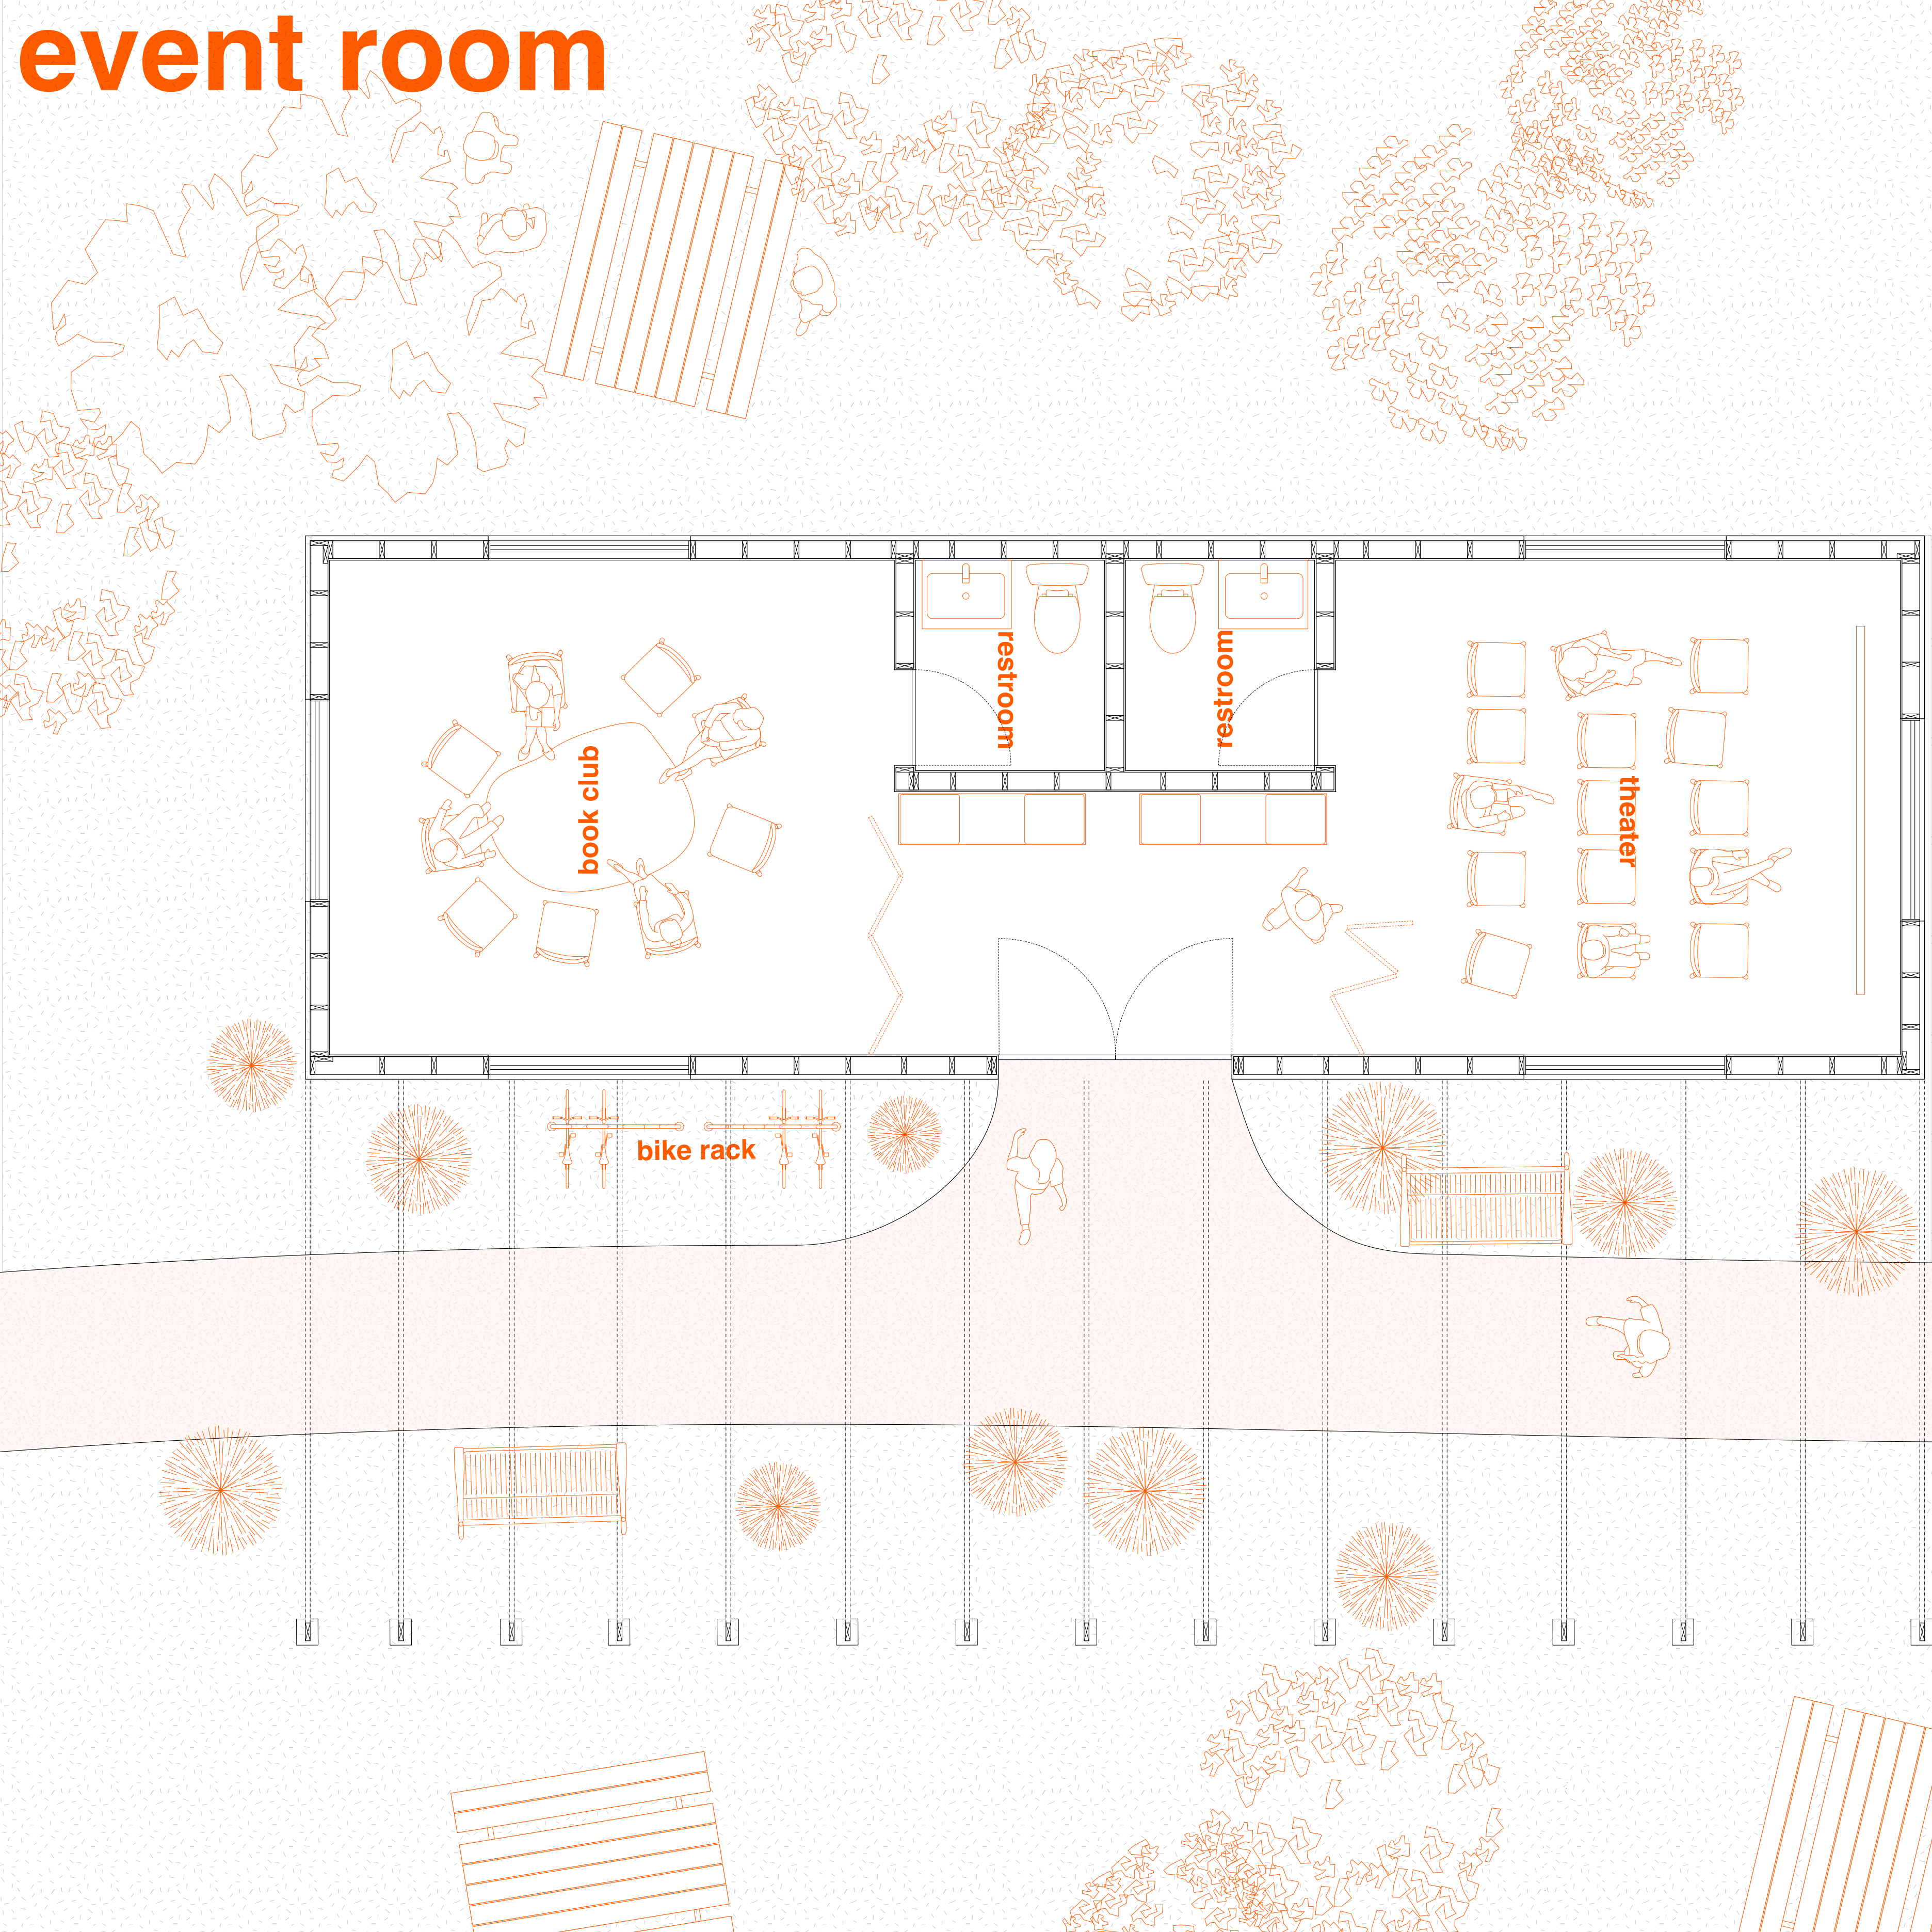 event room
restroom
restroom
book club
theater
bike rack